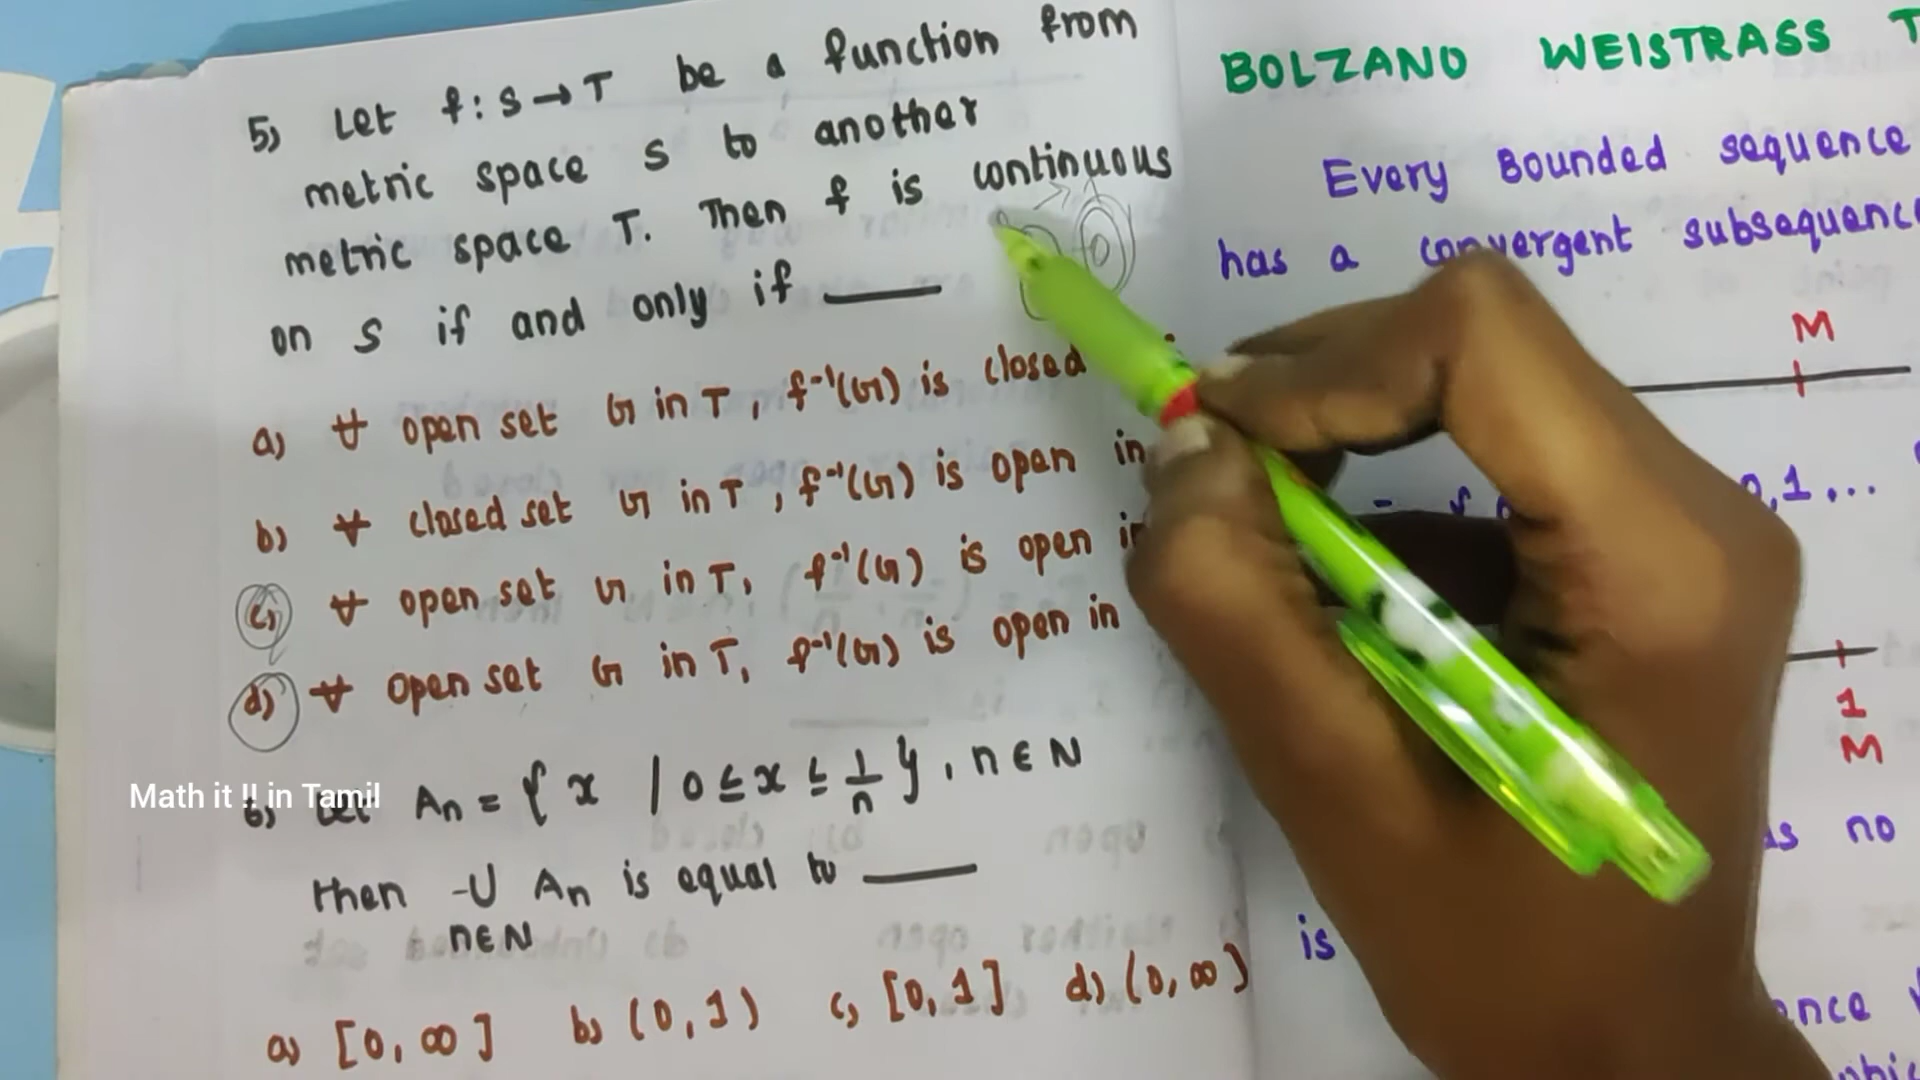 5) Let f : S → T be a function from
metric space S to another
metric space T. Then f is continuous
on S if and only if ____
a) ∀ open set G in T, f⁻¹(G) is closed
b) ∀ closed set G in T, f⁻¹(G) is open in
c) ∀ open set G in T, f⁻¹(G) is open in
d) ∀ open set G in T, f⁻¹(G) is open in
Math it !! in Tamil
6) Let An = { x / 0 ≤ x ≤ 1/n }, n ∈ N
then -U An is equal to ____
n∈N
a) [0, ∞] b) (0, 1) c) [0, 1] d) (0, ∞)
BOLZANO WEISTRASS T
Every Bounded sequence
has a convergent subsequence
M
0,1,...
1
M
no
is